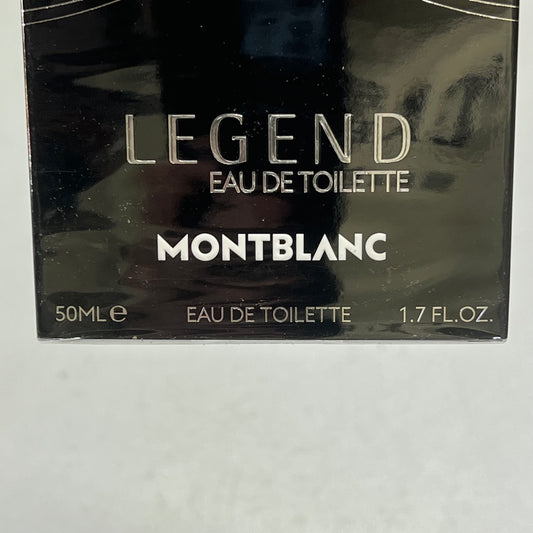 LEGEND
EAU DE TOILETTE
MONTBLANC
50ML℮ EAU DE TOILETTE 1.7 FL.OZ.